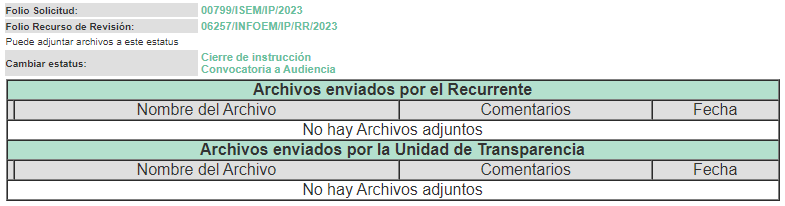 Folio Solicitud: 00799/ISEM/IP/2023
Folio Recurso de Revisión: 06257/INFOEM/IP/RR/2023
Puede adjuntar archivos a este estatus
Cambiar estatus: Cierre de instrucción
Convocatoria a Audiencia
Archivos enviados por el Recurrente
Nombre del Archivo Comentarios Fecha
No hay Archivos adjuntos
Archivos enviados por la Unidad de Transparencia
Nombre del Archivo Comentarios Fecha
No hay Archivos adjuntos